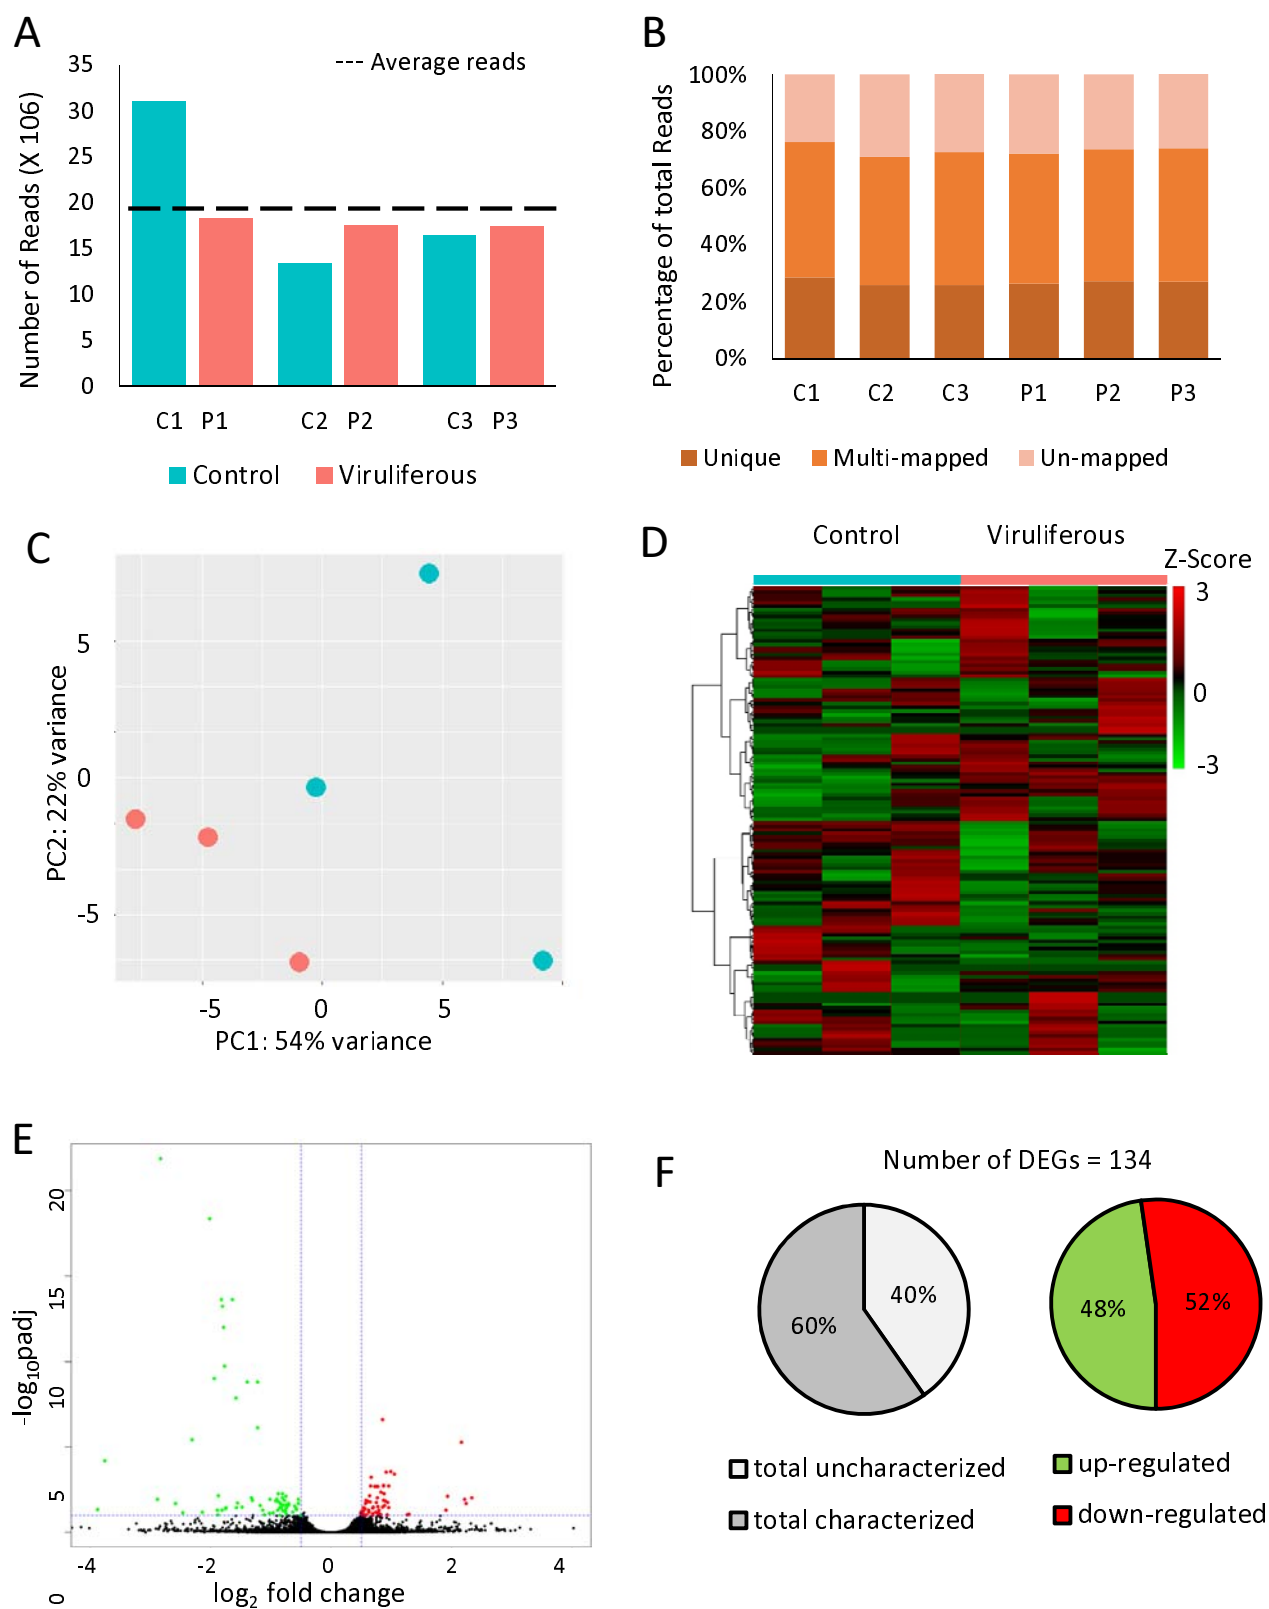 A
--- Average reads
35
30
25
20
15
10
5
0
Number of Reads (X 106)
C1 P1 C2 P2 C3 P3
Control Viruliferous
B
100%
80%
60%
40%
20%
0%
Percentage of total Reads
C1 C2 C3 P1 P2 P3
Unique Multi-mapped Un-mapped
C
5
0
-5
PC2: 22% variance
-5 0 5
PC1: 54% variance
D
Control Viruliferous
Z-Score
3
0
-3
E
20
15
10
5
0
-log₁₀padj
-4 -2 0 2 4
log₂ fold change
F
Number of DEGs = 134
40%
60%
48%
52%
total uncharacterized
total characterized
up-regulated
down-regulated